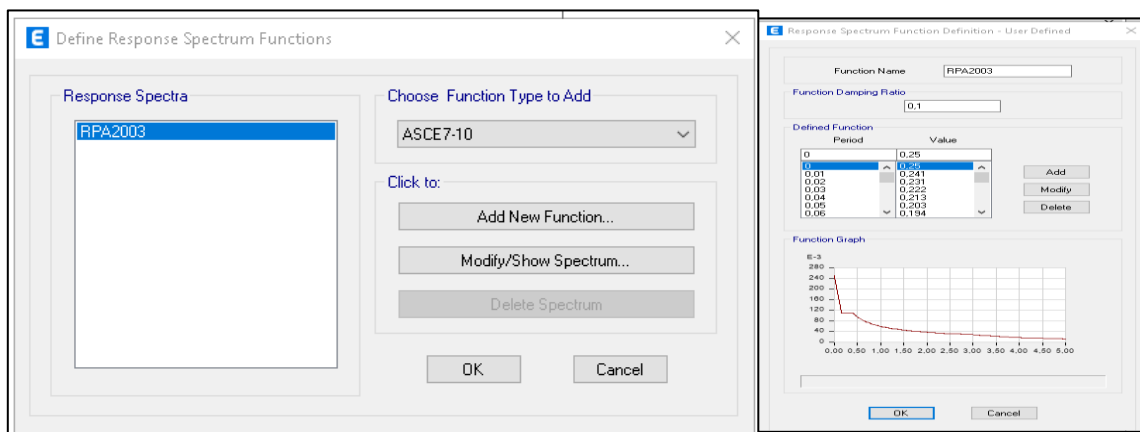 E Define Response Spectrum Functions
Response Spectra
RPA2003
Choose Function Type to Add
ASCE7-10
Click to:
Add New Function...
Modify/Show Spectrum...
Delete Spectrum
OK Cancel
E Response Spectrum Function Definition - User Defined
Function Name RPA2003
Function Damping Ratio
0,1
Defined Function
Period Value
0 0,25
0 0,25
0.01 0,241
0.02 0,231
0.03 0,222
0.04 0,213
0.05 0,203
0.06 0,194
Add
Modify
Delete
Function Graph
E-3
280
240
200
160
120
80
40
0
0,00 0,50 1,00 1,50 2,00 2,50 3,00 3,50 4,00 4,50 5,00
OK Cancel